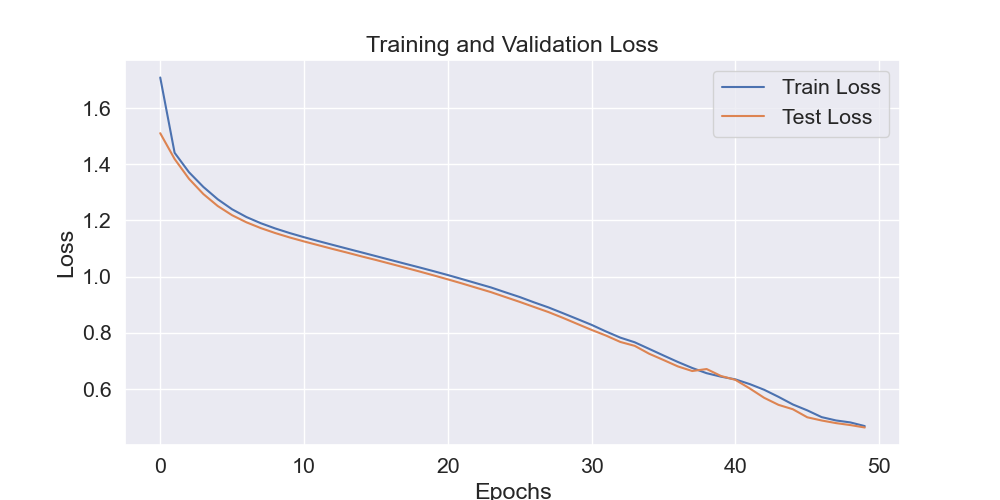 Training and Validation Loss
Train Loss
Test Loss
1.6
1.4
1.2
1.0
0.8
0.6
Loss
0 10 20 30 40 50
Epochs